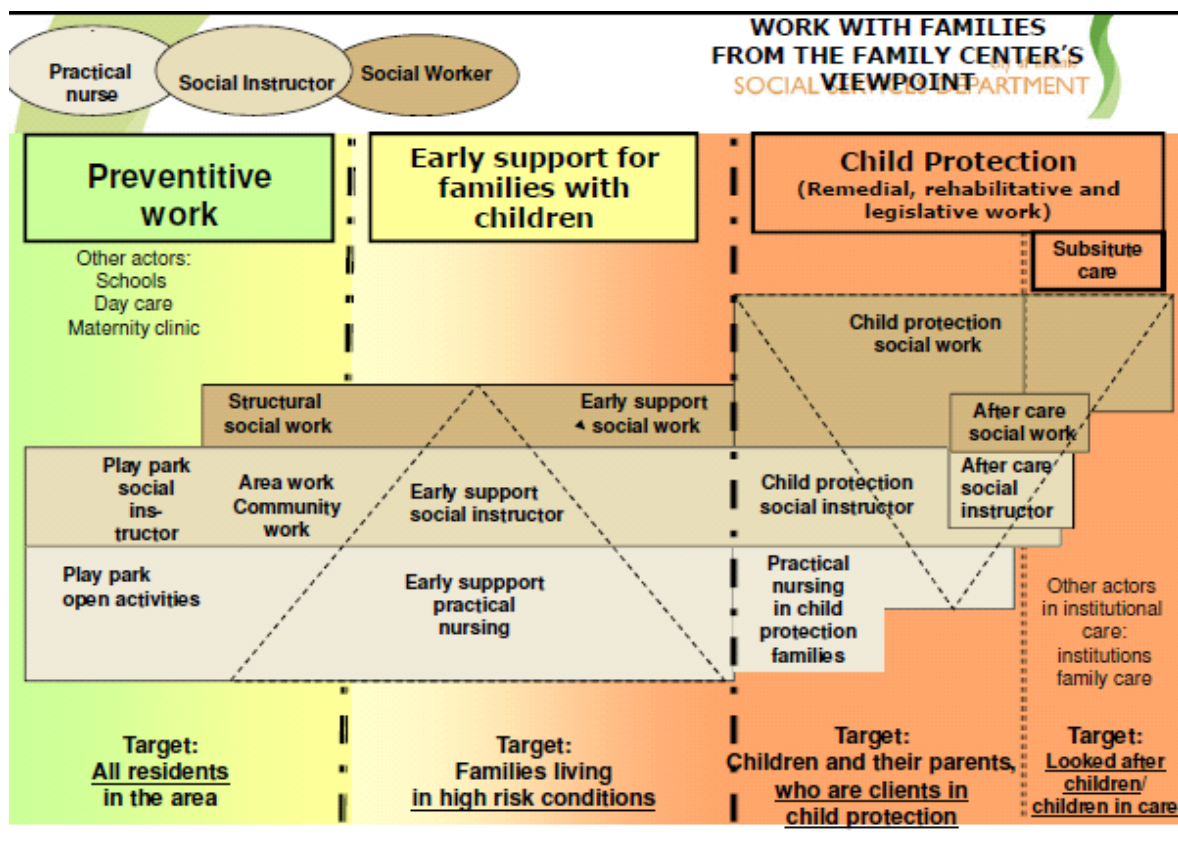 WORK WITH FAMILIES
FROM THE FAMILY CENTER'S
VIEWPOINT
SOCIAL SERVICES DEPARTMENT
Practical
nurse
Social Instructor
Social Worker
Preventitive
work
Early support for
families with
children
Child Protection
(Remedial, rehabilitative and
legislative work)
Subsitute
care
Other actors:
Schools
Day care
Maternity clinic
Child protection
social work
Structural
social work
Early support
social work
After care
social work
Play park
social
ins-
tructor
Area work
Community
work
Early support
social instructor
Child protection
social instructor
After care
social
instructor
Play park
open activities
Early suppport
practical
nursing
Practical
nursing
in child
protection
families
Other actors
in institutional
care:
institutions
family care
Target:
All residents
in the area
Target:
Families living
in high risk conditions
Target:
Children and their parents,
who are clients in
child protection
Target:
Looked after
children/
children in care